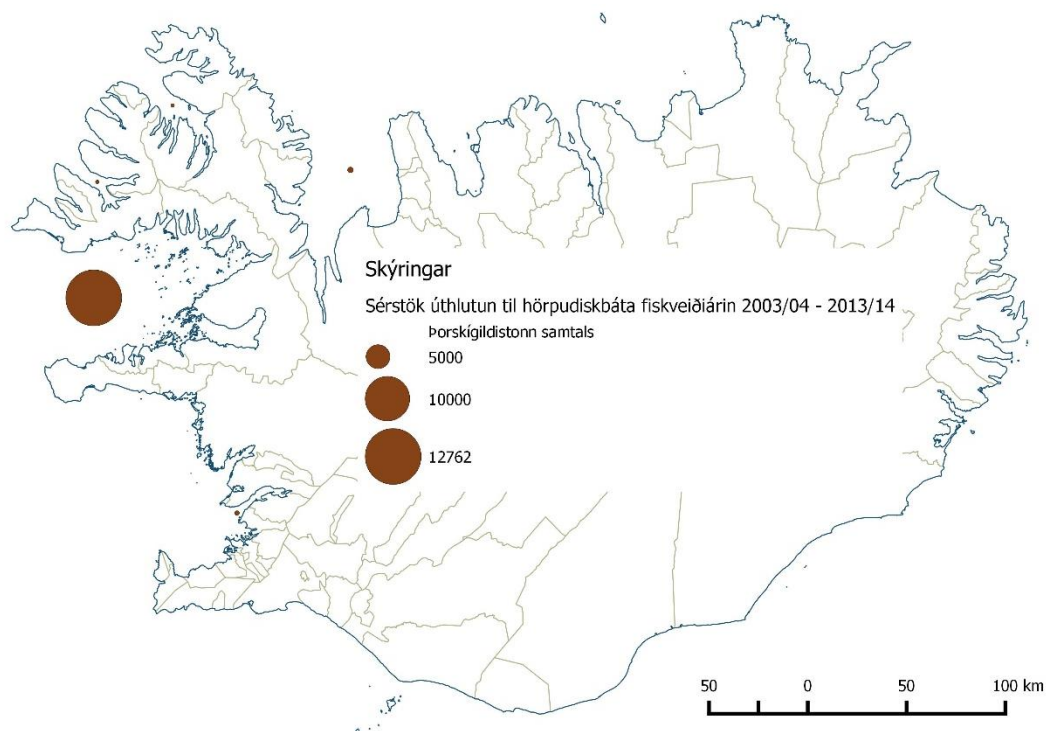 Skýringar
Sérstök úthlutun til hörpudiskbáta fiskveiðiárin 2003/04 - 2013/14
Þorskígildistonn samtals
5000
10000
12762
50 0 50 100 km